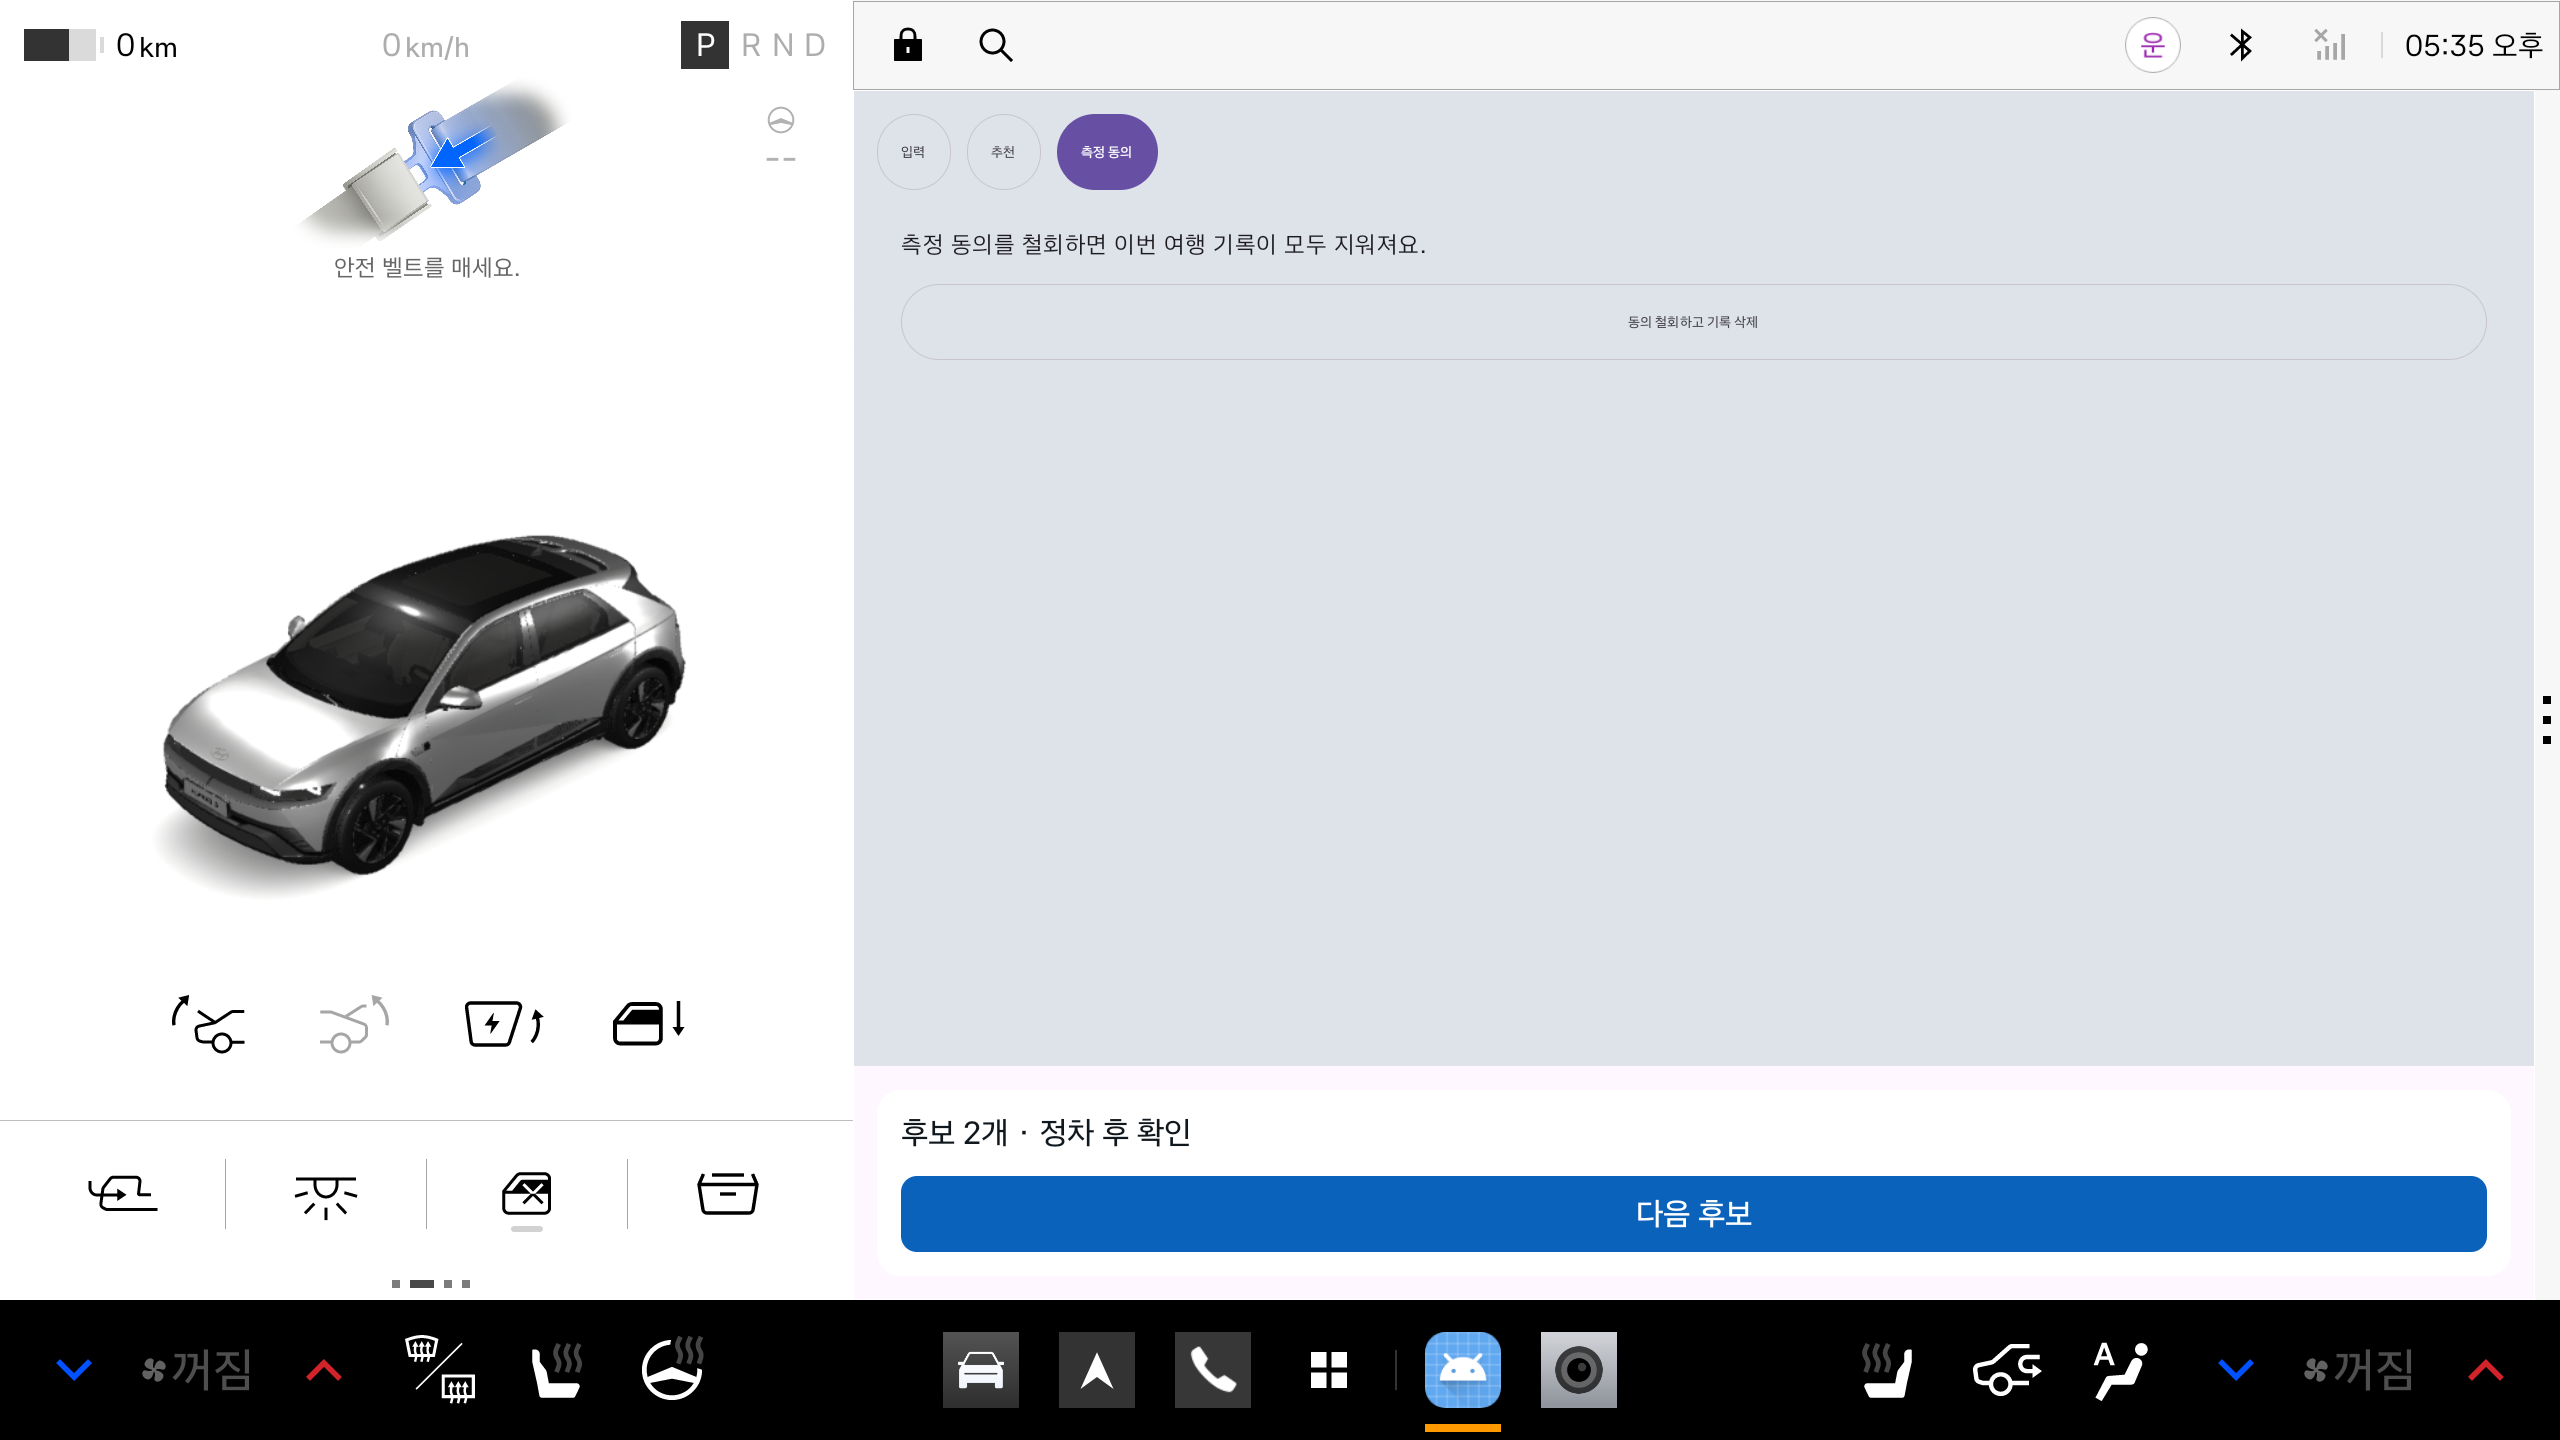 0 km
0 km/h
P R N D
운
05:35 오후
안전 벨트를 매세요.
입력
추천
측정 동의
측정 동의를 철회하면 이번 여행 기록이 모두 지워져요.
동의 철회하고 기록 삭제
후보 2개 · 정차 후 확인
다음 후보
꺼짐
A
꺼짐